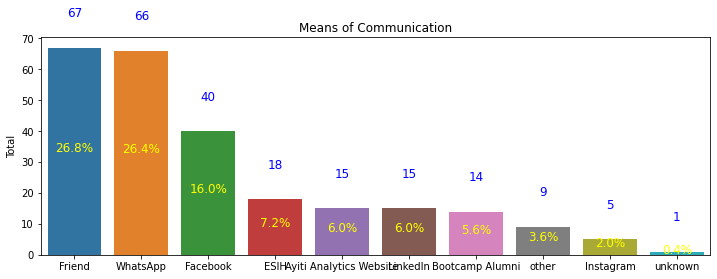 67
66
Means of Communication
70
60
50
40
30
20
10
0
Total
40
18
15
15
14
9
5
1
26.8%
26.4%
16.0%
7.2%
6.0%
6.0%
5.6%
3.6%
2.0%
0.4%
Friend
WhatsApp
Facebook
ESIH
Ayiti Analytics Website
LinkedIn
Bootcamp Alumni
other
Instagram
unknown